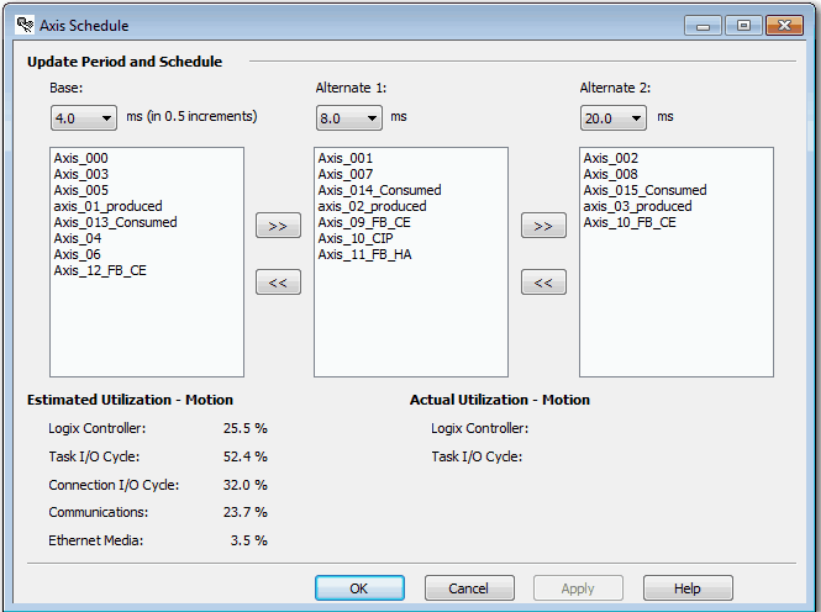 Axis Schedule
Update Period and Schedule
Base:
4.0 ms (in 0.5 increments)
Axis_000
Axis_003
Axis_005
axis_01_produced
Axis_013_Consumed
Axis_04
Axis_06
Axis_12_FB_CE
>>
<<
Alternate 1:
8.0 ms
Axis_001
Axis_007
Axis_014_Consumed
axis_02_produced
Axis_09_FB_CE
Axis_10_CIP
Axis_11_FB_HA
>>
<<
Alternate 2:
20.0 ms
Axis_002
Axis_008
Axis_015_Consumed
axis_03_produced
Axis_10_FB_CE
Estimated Utilization - Motion
Logix Controller: 25.5 %
Task I/O Cycle: 52.4 %
Connection I/O Cycle: 32.0 %
Communications: 23.7 %
Ethernet Media: 3.5 %
Actual Utilization - Motion
Logix Controller:
Task I/O Cycle:
OK Cancel Apply Help